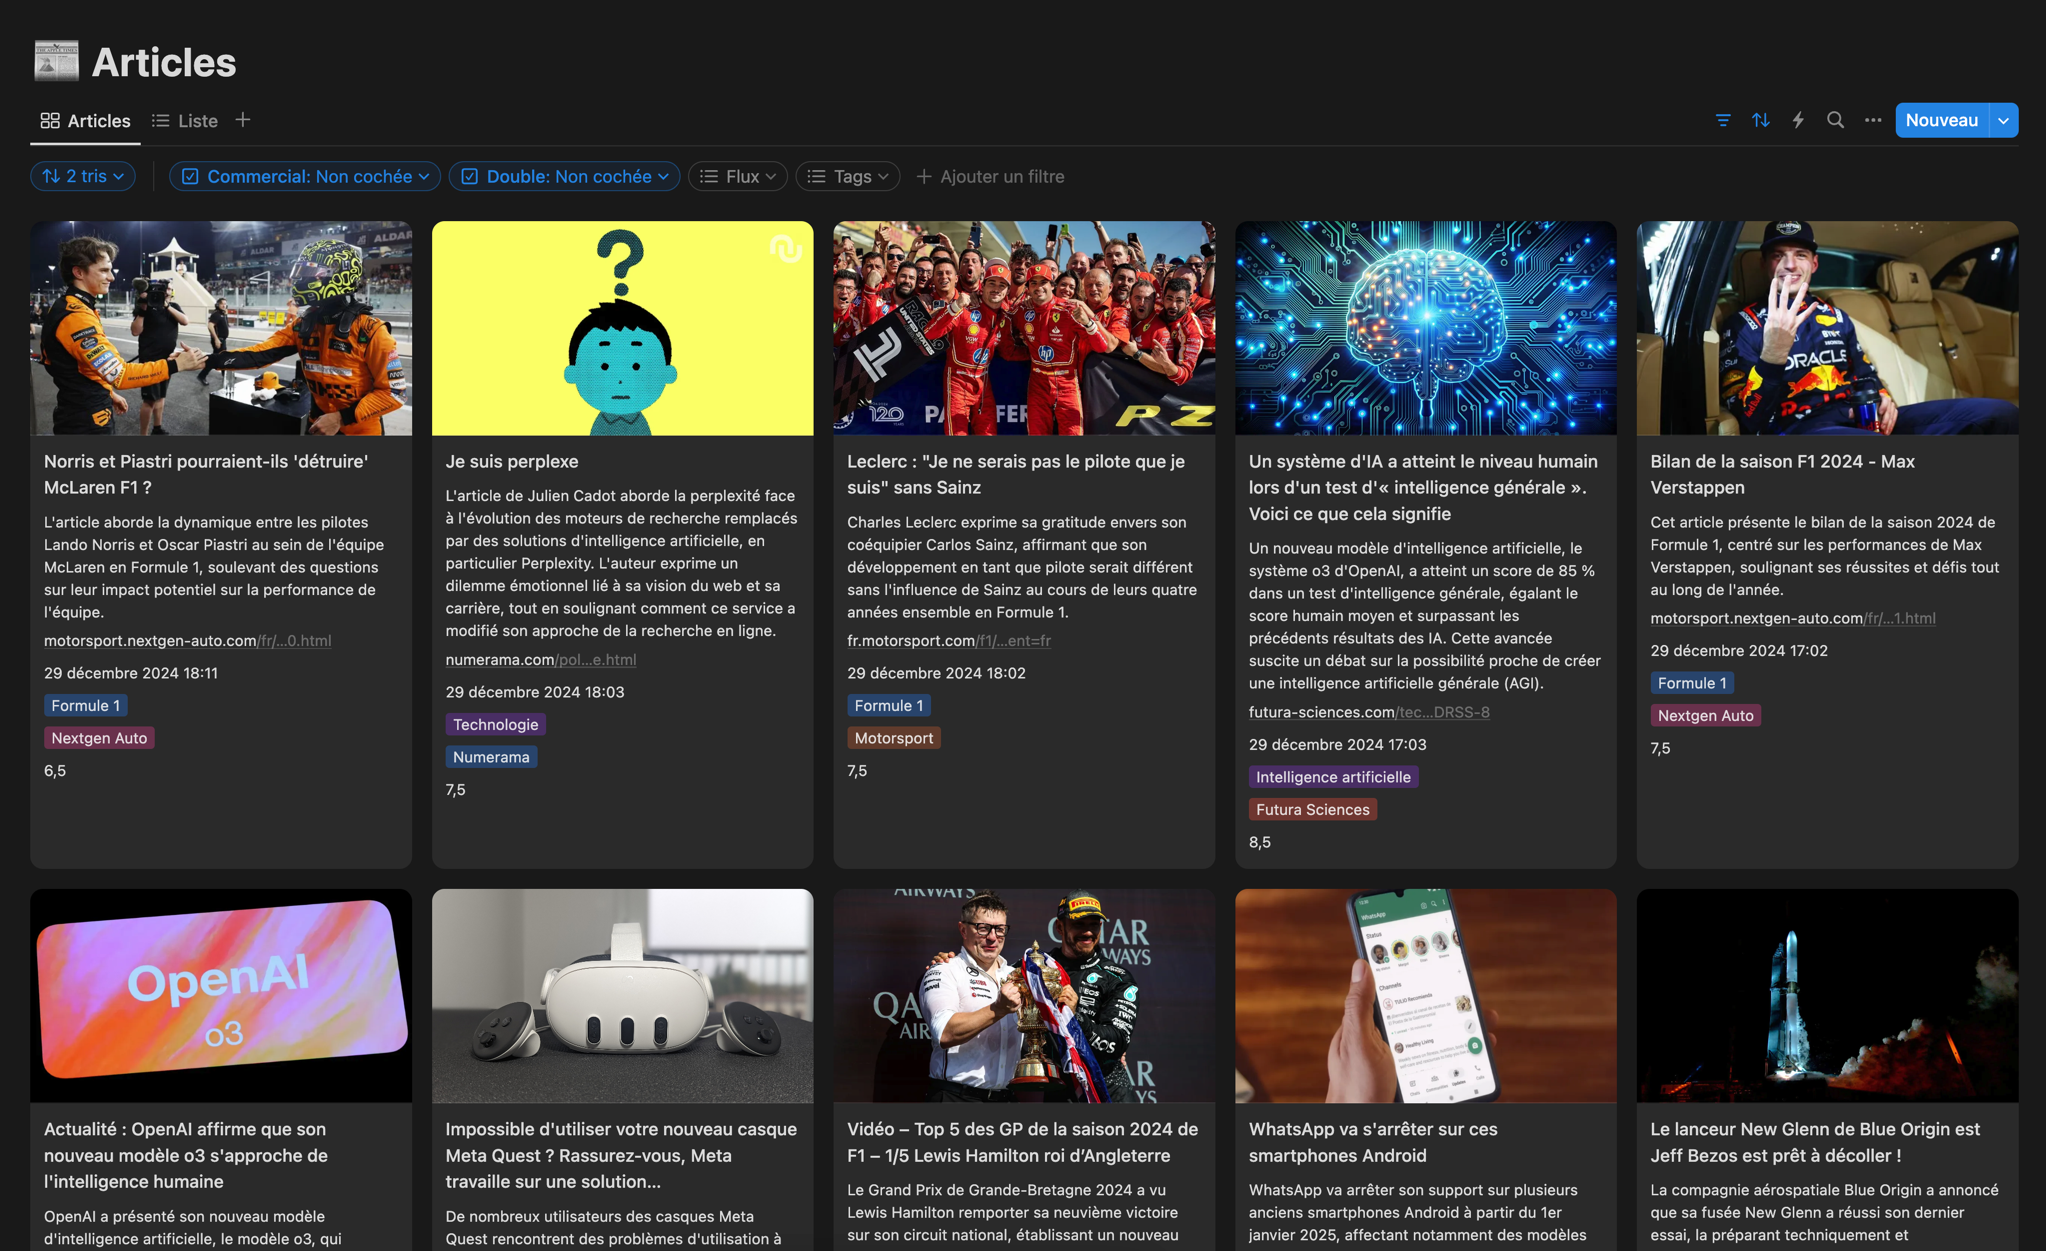 Articles
Articles
Liste
Nouveau
2 tris
Commercial: Non cochée
Double: Non cochée
Flux
Tags
Ajouter un filtre
ALDAR
ALDAR
120
PZ
ORACLE
Norris et Piastri pourraient-ils 'détruire'
McLaren F1 ?
L'article aborde la dynamique entre les pilotes
Lando Norris et Oscar Piastri au sein de l'équipe
McLaren en Formule 1, soulevant des questions
sur leur impact potentiel sur la performance de
l'équipe.
motorsport.nextgen-auto.com/fr/...0.html
29 décembre 2024 18:11
Formule 1
Nextgen Auto
6,5
Je suis perplexe
L'article de Julien Cadot aborde la perplexité face
à l'évolution des moteurs de recherche remplacés
par des solutions d'intelligence artificielle, en
particulier Perplexity. L'auteur exprime un
dilemme émotionnel lié à sa vision du web et sa
carrière, tout en soulignant comment ce service a
modifié son approche de la recherche en ligne.
numerama.com/pol...e.html
29 décembre 2024 18:03
Technologie
Numerama
7,5
Leclerc : "Je ne serais pas le pilote que je
suis" sans Sainz
Charles Leclerc exprime sa gratitude envers son
coéquipier Carlos Sainz, affirmant que son
développement en tant que pilote serait différent
sans l'influence de Sainz au cours de leurs quatre
années ensemble en Formule 1.
fr.motorsport.com/f1/...ent=fr
29 décembre 2024 18:02
Formule 1
Motorsport
7,5
Un système d'IA a atteint le niveau humain
lors d'un test d'« intelligence générale ».
Voici ce que cela signifie
Un nouveau modèle d'intelligence artificielle, le
système o3 d'OpenAI, a atteint un score de 85 %
dans un test d'intelligence générale, égalant le
score humain moyen et surpassant les
précédents résultats des IA. Cette avancée
suscite un débat sur la possibilité proche de créer
une intelligence artificielle générale (AGI).
futura-sciences.com/tec...DRSS-8
29 décembre 2024 17:03
Intelligence artificielle
Futura Sciences
8,5
Bilan de la saison F1 2024 - Max
Verstappen
Cet article présente le bilan de la saison 2024 de
Formule 1, centré sur les performances de Max
Verstappen, soulignant ses réussites et défis tout
au long de l'année.
motorsport.nextgen-auto.com/fr/...1.html
29 décembre 2024 17:02
Formule 1
Nextgen Auto
7,5
OpenAI
o3
AIRWAYS
QATAR
AIRWAYS
WhatsApp
Status
Channels
Actualité : OpenAI affirme que son
nouveau modèle o3 s'approche de
l'intelligence humaine
OpenAI a présenté son nouveau modèle
d'intelligence artificielle, le modèle o3, qui
Impossible d'utiliser votre nouveau casque
Meta Quest ? Rassurez-vous, Meta
travaille sur une solution...
De nombreux utilisateurs des casques Meta
Quest rencontrent des problèmes d'utilisation à
Vidéo – Top 5 des GP de la saison 2024 de
F1 – 1/5 Lewis Hamilton roi d’Angleterre
Le Grand Prix de Grande-Bretagne 2024 a vu
Lewis Hamilton remporter sa neuvième victoire
sur son circuit national, établissant un nouveau
WhatsApp va s'arrêter sur ces
smartphones Android
WhatsApp va arrêter son support sur plusieurs
anciens smartphones Android à partir du 1er
janvier 2025, affectant notamment des modèles
Le lanceur New Glenn de Blue Origin est
Jeff Bezos est prêt à décoller !
La compagnie aérospatiale Blue Origin a annoncé
que sa fusée New Glenn a réussi son dernier
essai, la préparant techniquement et